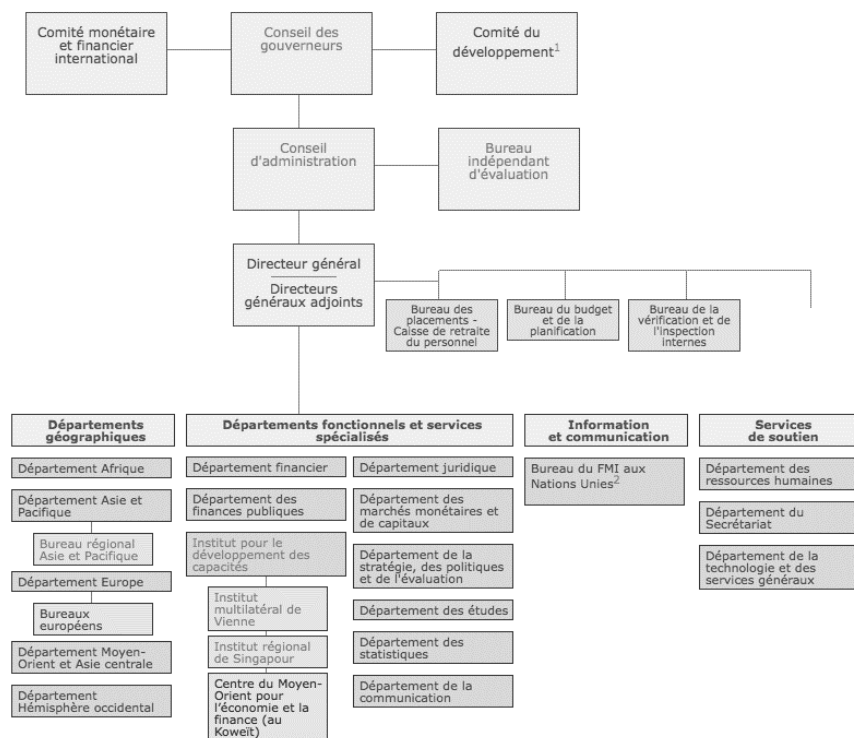 Comité monétaire
et financier
international
Conseil des
gouverneurs
Comité du
développement1
Conseil
d'administration
Bureau
indépendant
d'évaluation
Directeur général
Directeurs
généraux adjoints
Bureau des
placements -
Caisse de retraite
du personnel
Bureau du budget
et de la
planification
Bureau de la
vérification et de
l'inspection
internes
Départements
géographiques
Département Afrique
Département Asie et
Pacifique
Bureau régional
Asie et Pacifique
Département Europe
Bureaux
européens
Département Moyen-
Orient et Asie centrale
Département
Hémisphère occidental
Départements fonctionnels et services
spécialisés
Département financier
Département des
finances publiques
Institut pour le
développement des
capacités
Institut
multilatéral de
Vienne
Institut régional
de Singapour
Centre du Moyen-
Orient pour
l'économie et la
finance (au
Koweït)
Département juridique
Département des
marchés monétaires et
de capitaux
Département de la
stratégie, des politiques
et de l'évaluation
Département des études
Département des
statistiques
Département de la
communication
Information
et communication
Bureau du FMI aux
Nations Unies2
Services
de soutien
Département des
ressources humaines
Département du
Secrétariat
Département de la
technologie et des
services généraux